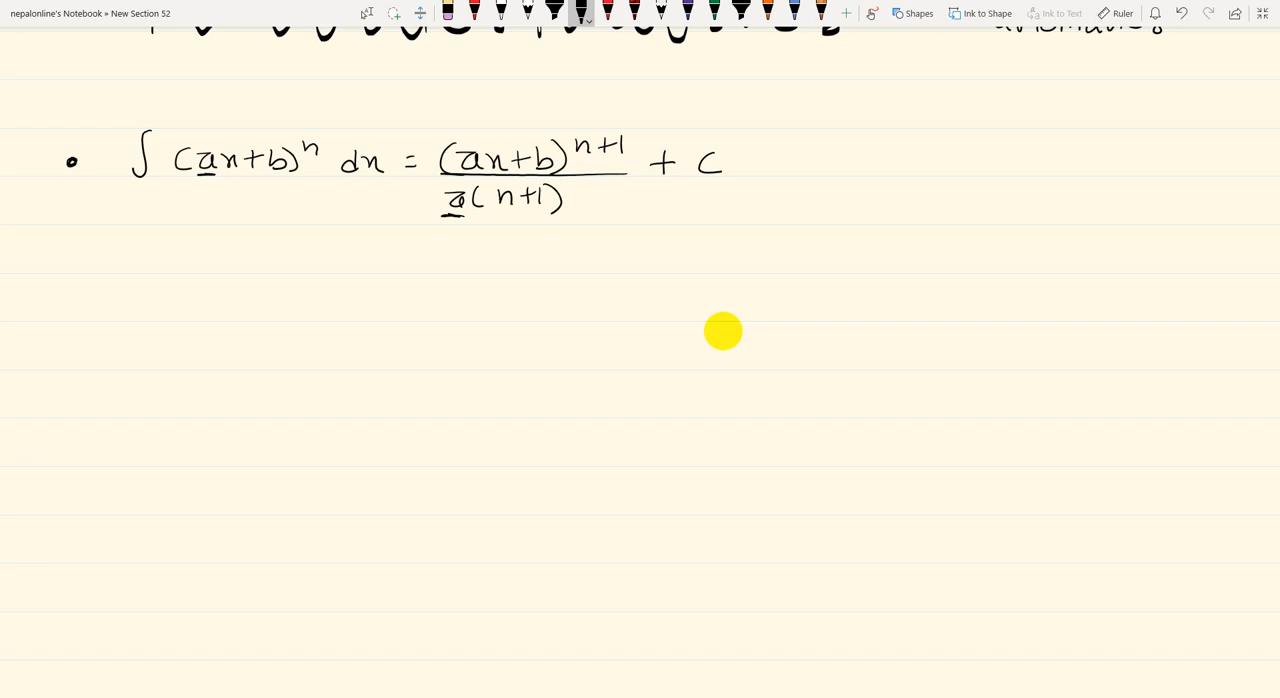 nepalonline's Notebook » New Section 52
Shapes Ink to Shape Ink to Text Ruler
• ∫ (ax+b)^n dx = (ax+b)^(n+1) / a(n+1) + c